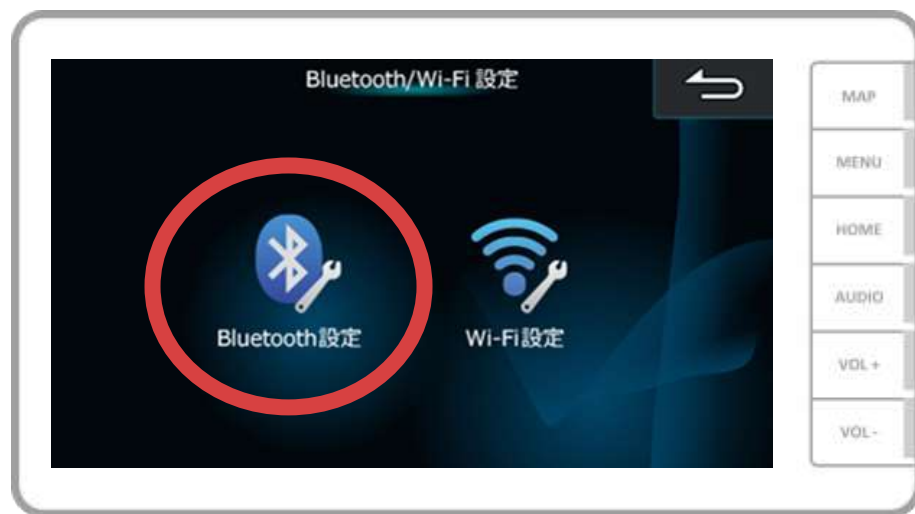 Bluetooth/Wi-Fi 設定
Bluetooth設定
Wi-Fi設定
MAP
MENU
HOME
AUDIO
VOL +
VOL -